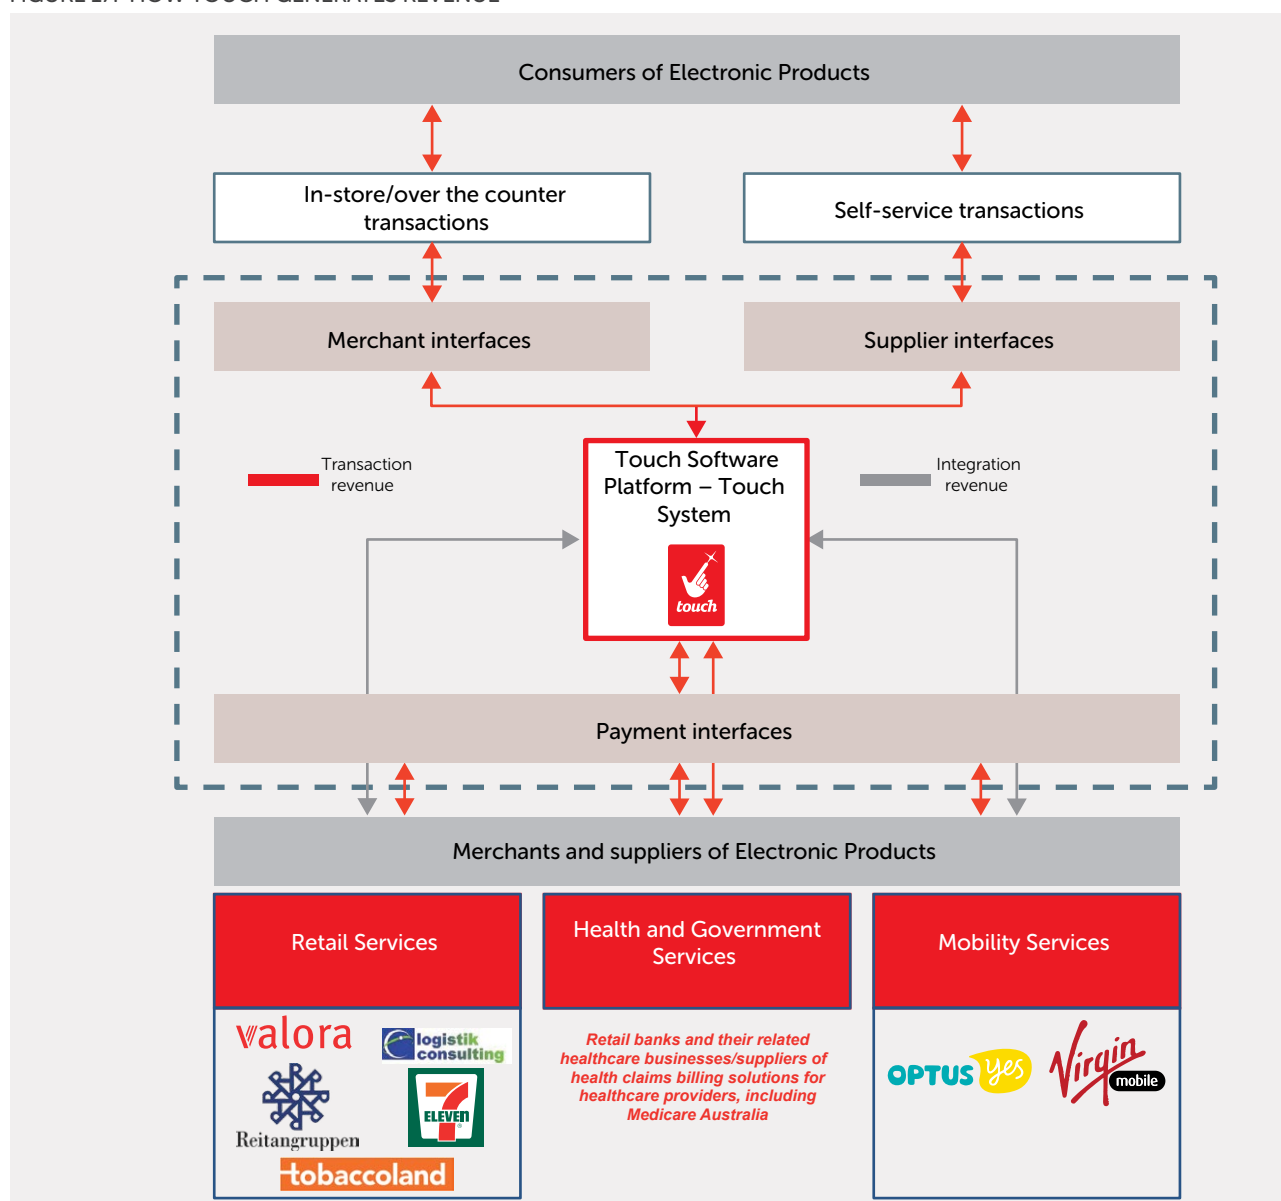 Consumers of Electronic Products
In-store/over the counter
transactions
Self-service transactions
Merchant interfaces
Supplier interfaces
Transaction
revenue
Touch Software
Platform – Touch
System
touch
Integration
revenue
Payment interfaces
Merchants and suppliers of Electronic Products
Retail Services
Health and Government
Services
Mobility Services
valora
logistik
consulting
Reitangruppen
7
ELEVEN
tobaccoland
Retail banks and their related
healthcare businesses/suppliers of
health claims billing solutions for
healthcare providers, including
Medicare Australia
OPTUS yes
Virgin
mobile